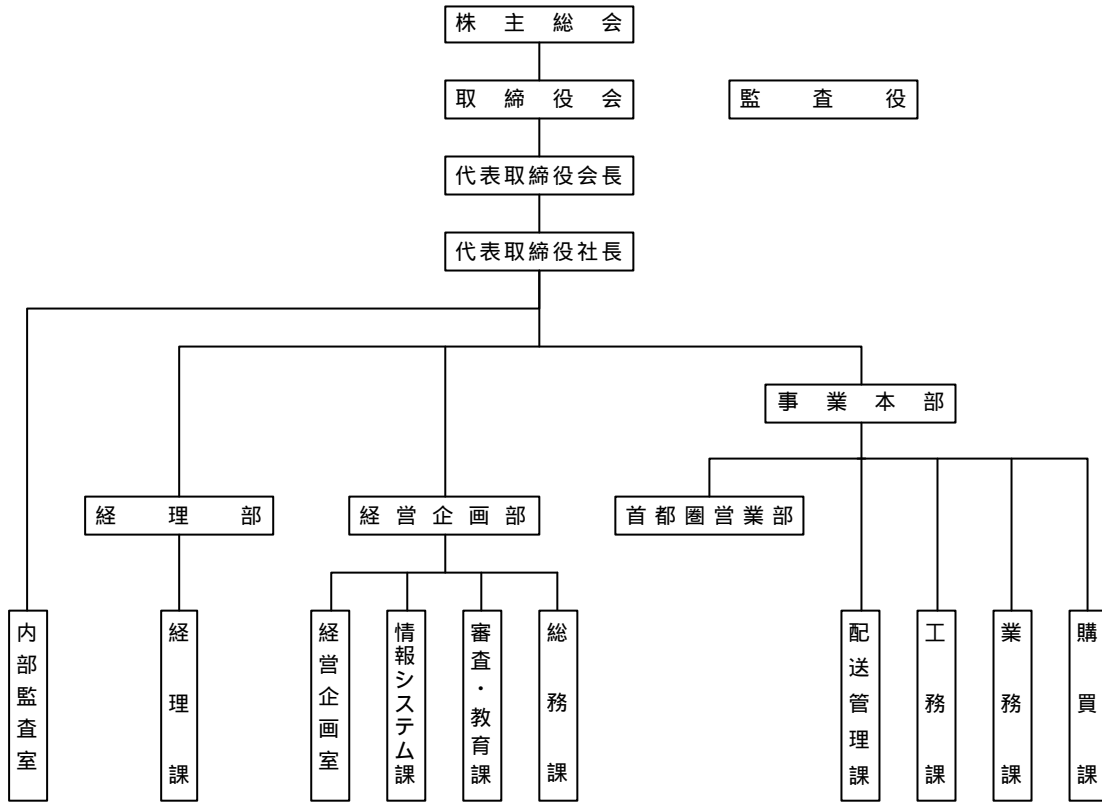 株主総会
取締役会
監査役
代表取締役会長
代表取締役社長
事業本部
経理部
経営企画部
首都圏営業部
内部監査室
経理課
経営企画室
情報システム課
審査・教育課
総務課
配送管理課
工務課
業務課
購買課